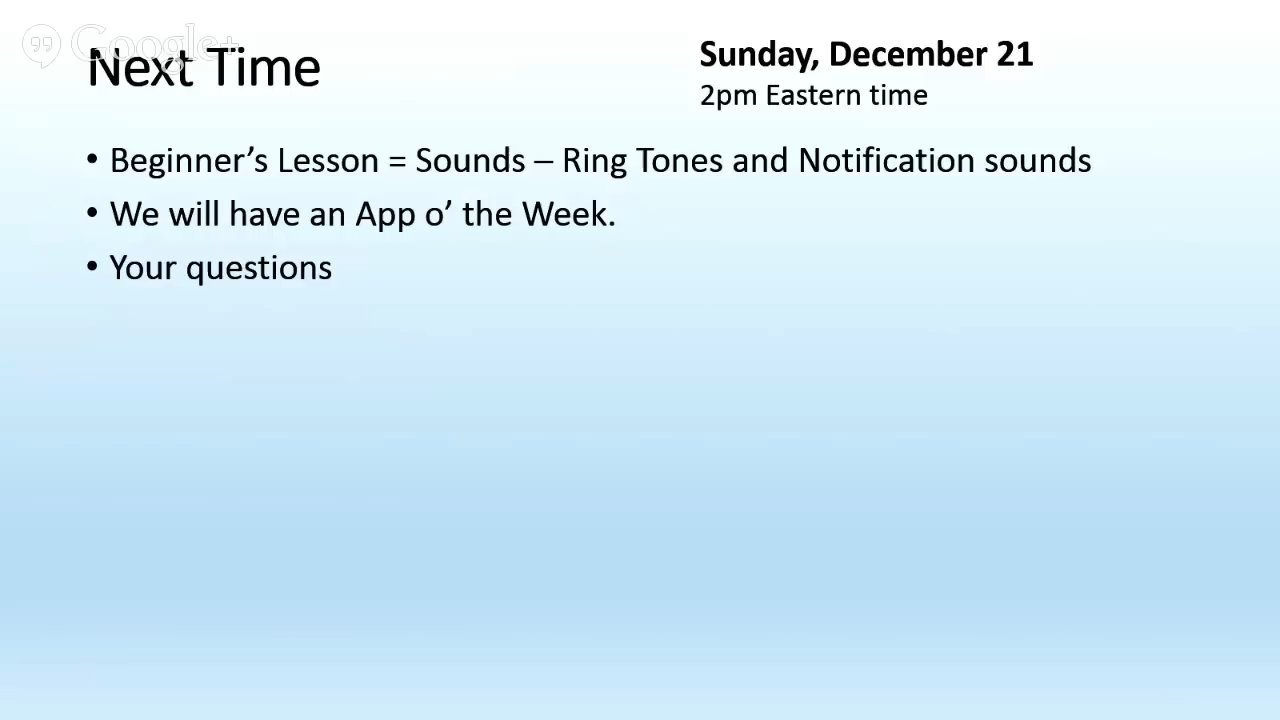 Google+
Next Time
Sunday, December 21
2pm Eastern time
• Beginner’s Lesson = Sounds – Ring Tones and Notification sounds
• We will have an App o’ the Week.
• Your questions